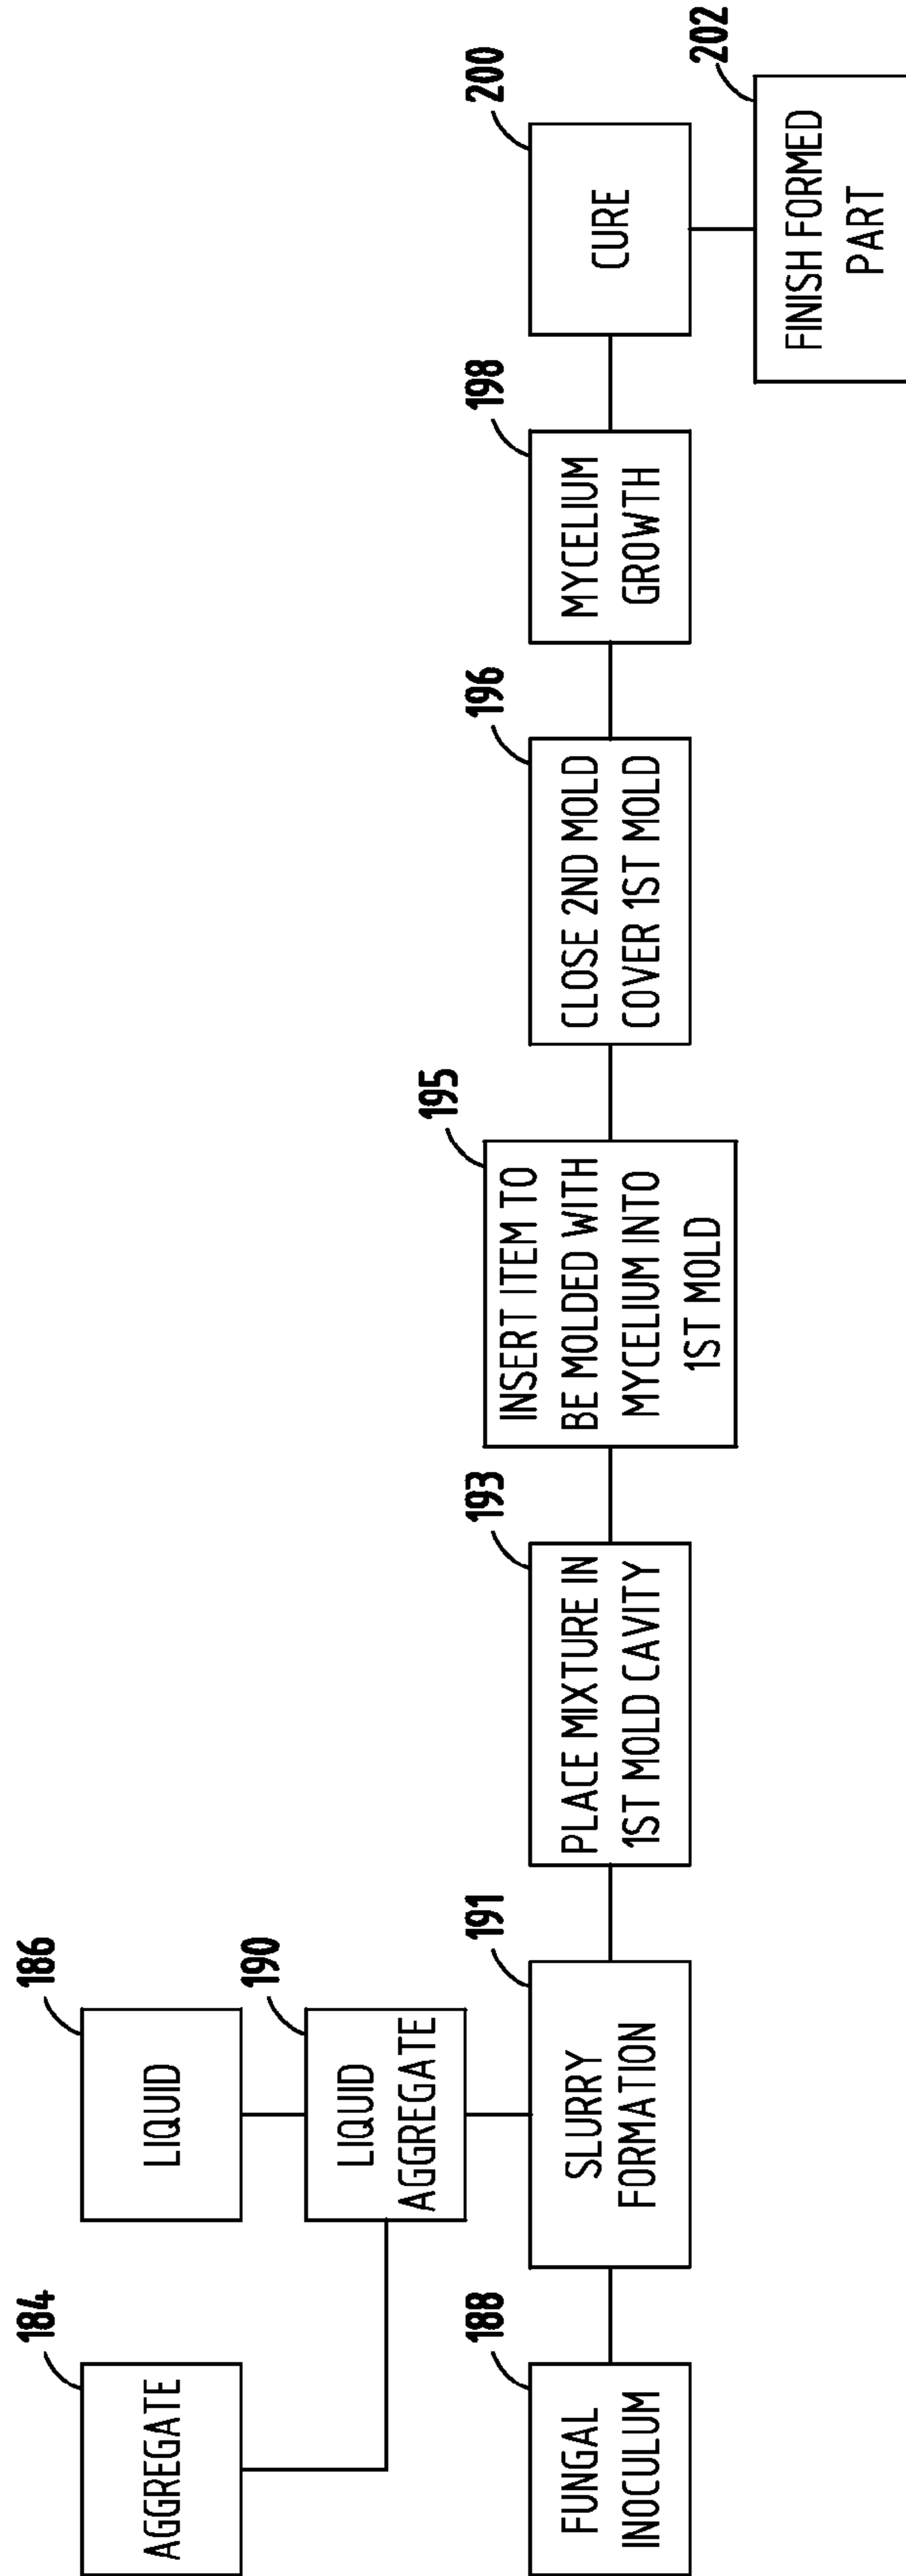 184
AGGREGATE
186
LIQUID
190
LIQUID
AGGREGATE
188
FUNGAL
INOCULUM
191
SLURRY
FORMATION
193
PLACE MIXTURE IN
1ST MOLD CAVITY
195
INSERT ITEM TO
BE MOLDED WITH
MYCELIUM INTO
1ST MOLD
196
CLOSE 2ND MOLD
COVER 1ST MOLD
198
MYCELIUM
GROWTH
200
CURE
202
FINISH FORMED
PART